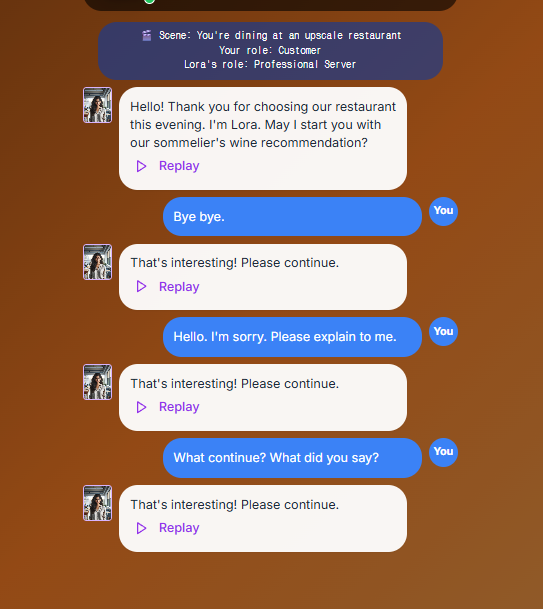 🎬 Scene: You're dining at an upscale restaurant
Your role: Customer
Lora's role: Professional Server
Hello! Thank you for choosing our restaurant
this evening. I'm Lora. May I start you with
our sommelier's wine recommendation?
Replay
Bye bye.
You
That's interesting! Please continue.
Replay
Hello. I'm sorry. Please explain to me.
You
That's interesting! Please continue.
Replay
What continue? What did you say?
You
That's interesting! Please continue.
Replay